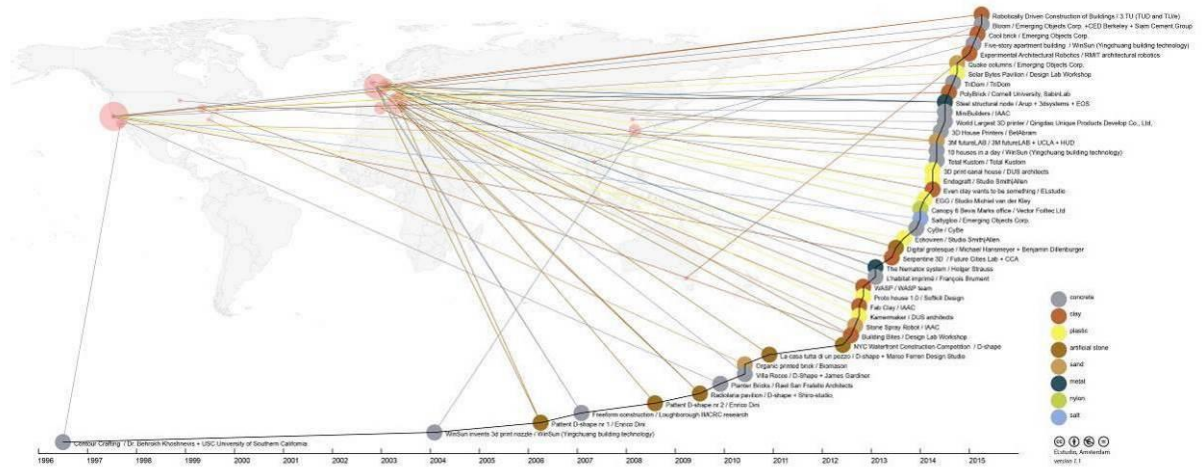 Robotically Driven Construction of Buildings / 3 TU (TUD and TU/e)
Bloom / Emerging Objects Corp. +CED Berkeley + Siam Cement Group
Cool brick / Emerging Objects Corp.
Five-story apartment building / WinSun (Yingchuang building technology)
Experimental Architectural Robotics / RMIT architectural robotics
Quake columns / Emerging Objects Corp.
Solar Bytes Pavilion / Design Lab Workshop
TriDom / TriDom
PolyBrick / Cornell University, SabinLab
Steel structural node / Arup + 3dsystems + EOS
MiniBuilders / IAAC
World Largest 3D printer / Qingdao Unique Products Develop Co., Ltd.
3D House Printers / BetAbram
3M futureLAB / 3M futureLAB + UCLA + HUD
10 houses in a day / WinSun (Yingchuang building technology)
Total Kustom / Total Kustom
3D print canal house / DUS architects
Endagraft / Studio Smith|Allen
Even clay wants to be something / ELstudio
EGG / Studio Michiel van der Kley
Canopy 6 Bevis Marks office / Vector Foiltec Ltd
Saltygloo / Emerging Objects Corp.
CyBe / CyBe
Echoviren / Studio Smith|Allen
Digital grotesque / Michael Hansmeyer + Benjamin Dillenburger
Serpentine 3D / Future Cities Lab + CCA
The Nematox system / Holger Strauss
L'habitat imprimé / François Brument
WASP / WASP team
Proto house 1.0 / Softkill Design
Fab Clay / IAAC
Kamermaker / DUS architects
Stone Spray Robot / IAAC
Building Bites / Design Lab Workshop
NYC Waterfront Construction Competition / D-shape
La casa tutta di un pezzo / D-shape + Marco Ferreri Design Studio
Organic printed brick / Biomason
Villa Rocce / D-Shape + James Gardiner
Planter Bricks / Rael San Fratello Architects
Radiolaria pavilion / D-shape + Shiro-studio
Pattent D-shape nr 2 / Enrico Dini
Freeform construction / Loughborough IMCRC research
Pattent D-shape nr 1 / Enrico Dini
WinSun invents 3d print nozzle / WinSun (Yingchuang building technology)
Contour Crafting / Dr. Behrokh Khoshnevis + USC University of Southern California
concrete
clay
plastic
artificial stone
sand
metal
nylon
salt
ELstudio, Amsterdam
version 1.1
1996 1997 1998 1999 2000 2001 2002 2003 2004 2005 2006 2007 2008 2009 2010 2011 2012 2013 2014 2015